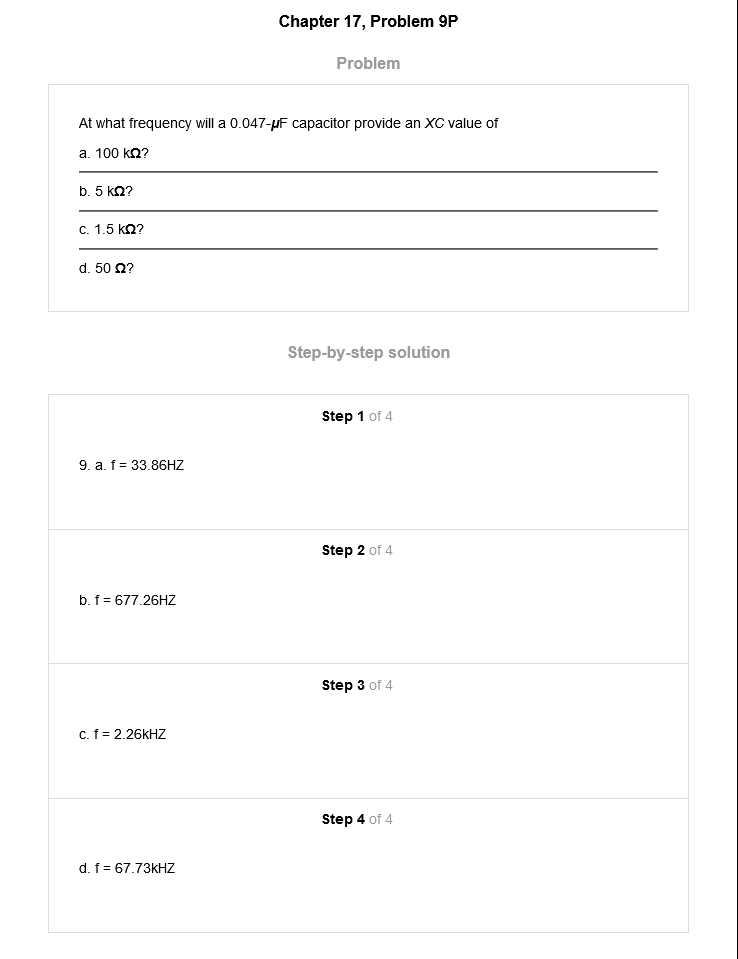 Chapter 17, Problem 9P
Problem
At what frequency will a 0.047-μF capacitor provide an XC value of
a. 100 kΩ?
b. 5 kΩ?
c. 1.5 kΩ?
d. 50 Ω?
Step-by-step solution
Step 1 of 4
9. a. f = 33.86HZ
Step 2 of 4
b. f = 677.26HZ
Step 3 of 4
c. f = 2.26kHZ
Step 4 of 4
d. f = 67.73kHZ